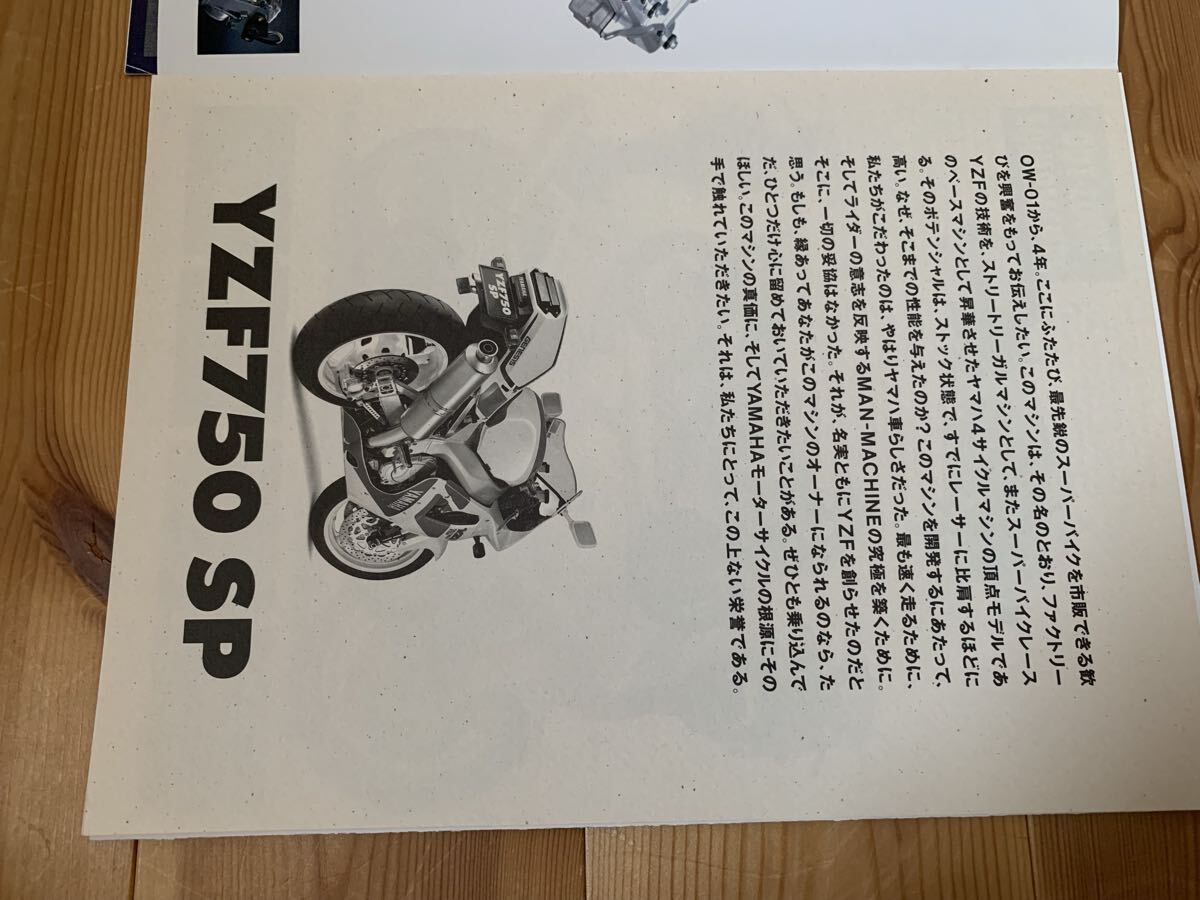 OW-01から、4年。ここにふたたび、最先鋭のスーパーバイクを市販できる歓
びを興奮をもってお伝えしたい。このマシンは、その名のとおり、ファクトリー
YZFの技術を、ストリートリーガルマシンとして、またスーパーバイクレース
のベースマシンとして昇華させたヤマハ4サイクルマシンの頂点モデルであ
る。そのポテンシャルは、ストック状態で、すでにレーサーに比肩するほどに
高い。なぜ、そこまでの性能を与えたのか?このマシンを開発するにあたって、
私たちがこだわったのは、やはりヤマハ車らしさだった。最も速く走るために、
そしてライダーの意志を反映するMAN-MACHINEの究極を築くために。
そこに、一切の妥協はなかった。それが、名実ともにYZFを創らせたのだと
思う。もしも、縁あってあなたがこのマシンのオーナーになられるのなら、た
だ、ひとつだけ心に留めておいていただきたいことがある。ぜひとも乗り込んで
ほしい。このマシンの真価に、そしてYAMAHAモーターサイクルの根源にその
手で触れていただきたい。それは、私たちにとって、この上ない栄誉である。
YZF750
SP
YAMAHA
YZF750 SP